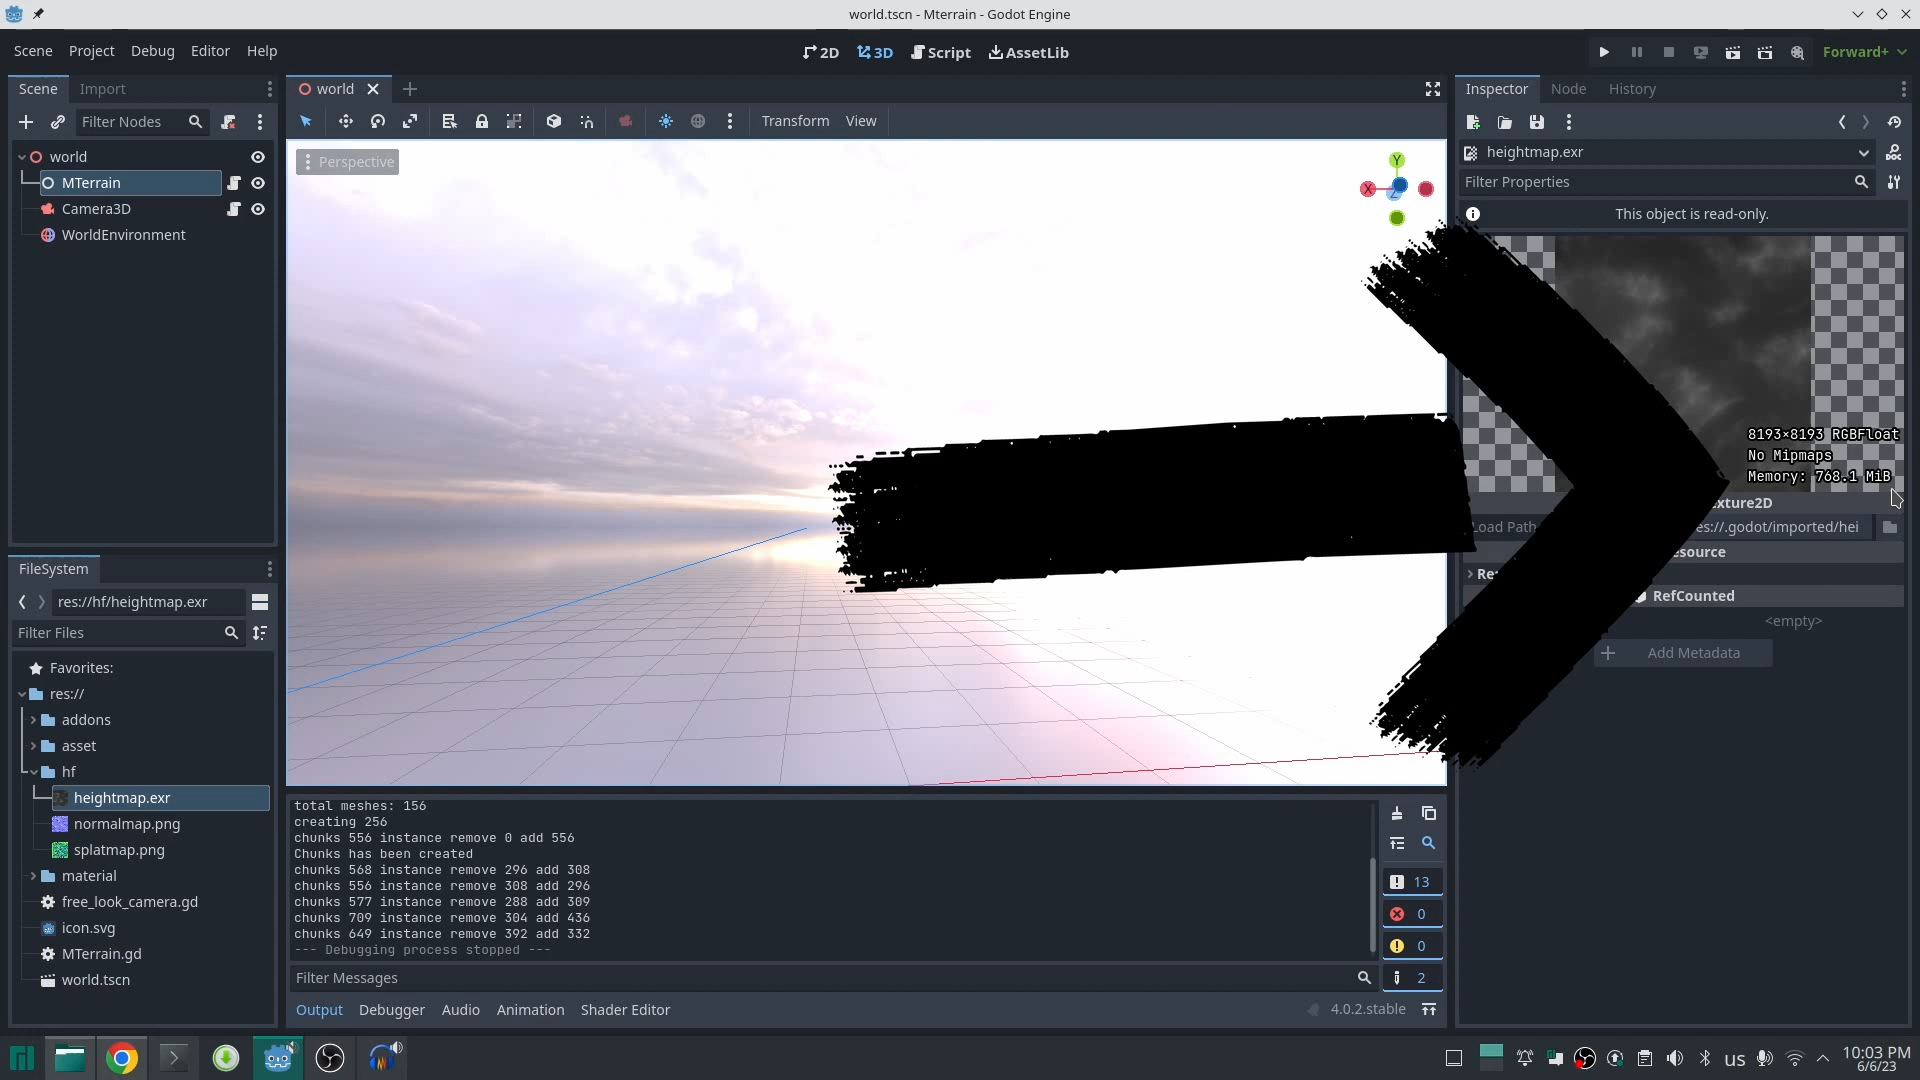 world.tscn - Mterrain - Godot Engine
Scene Project Debug Editor Help
2D 3D Script AssetLib
Forward+
Scene Import
Filter Nodes
world
MTerrain
Camera3D
WorldEnvironment
FileSystem
res://hf/heightmap.exr
Filter Files
Favorites:
res://
addons
asset
hf
heightmap.exr
normalmap.png
splatmap.png
material
free_look_camera.gd
icon.svg
MTerrain.gd
world.tscn
world
Transform View
Perspective
Y
X
Z
total meshes: 156
creating 256
chunks 556 instance remove 0 add 556
Chunks has been created
chunks 568 instance remove 296 add 308
chunks 556 instance remove 308 add 296
chunks 577 instance remove 288 add 309
chunks 709 instance remove 304 add 436
chunks 649 instance remove 392 add 332
--- Debugging process stopped ---
Filter Messages
13
0
0
2
Output Debugger Audio Animation Shader Editor
4.0.2.stable
Inspector Node History
heightmap.exr
DOC
Filter Properties
This object is read-only.
8193×8193 RGBFloat
No Mipmaps
Memory: 768.1 MiB
exture2D
Load Path es://.godot/imported/hei
esource
Re
RefCounted
<empty>
Add Metadata
us
10:03 PM
6/6/23